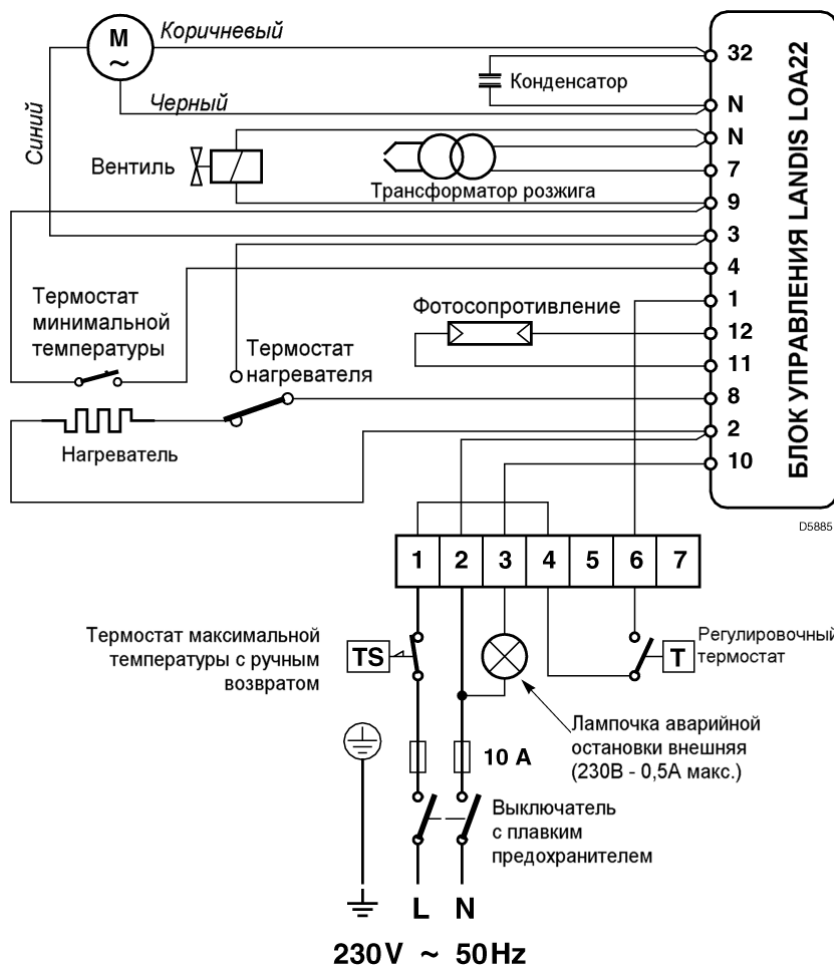 M
~
Коричневый
Черный
Синий
Конденсатор
Вентиль
Трансформатор розжига
32
N
N
7
9
3
4
1
12
11
8
2
10
БЛОК УПРАВЛЕНИЯ LANDIS LOA22
D5885
Термостат
минимальной
температуры
Термостат
нагревателя
Фотосопротивление
Нагреватель
1 2 3 4 5 6 7
Термостат максимальной
температуры с ручным
возвратом
TS
Регулировочный
термостат
T
Лампочка аварийной
остановки внешняя
(230В - 0,5А макс.)
10 A
Выключатель
с плавким
предохранителем
L N
230V ~ 50Hz